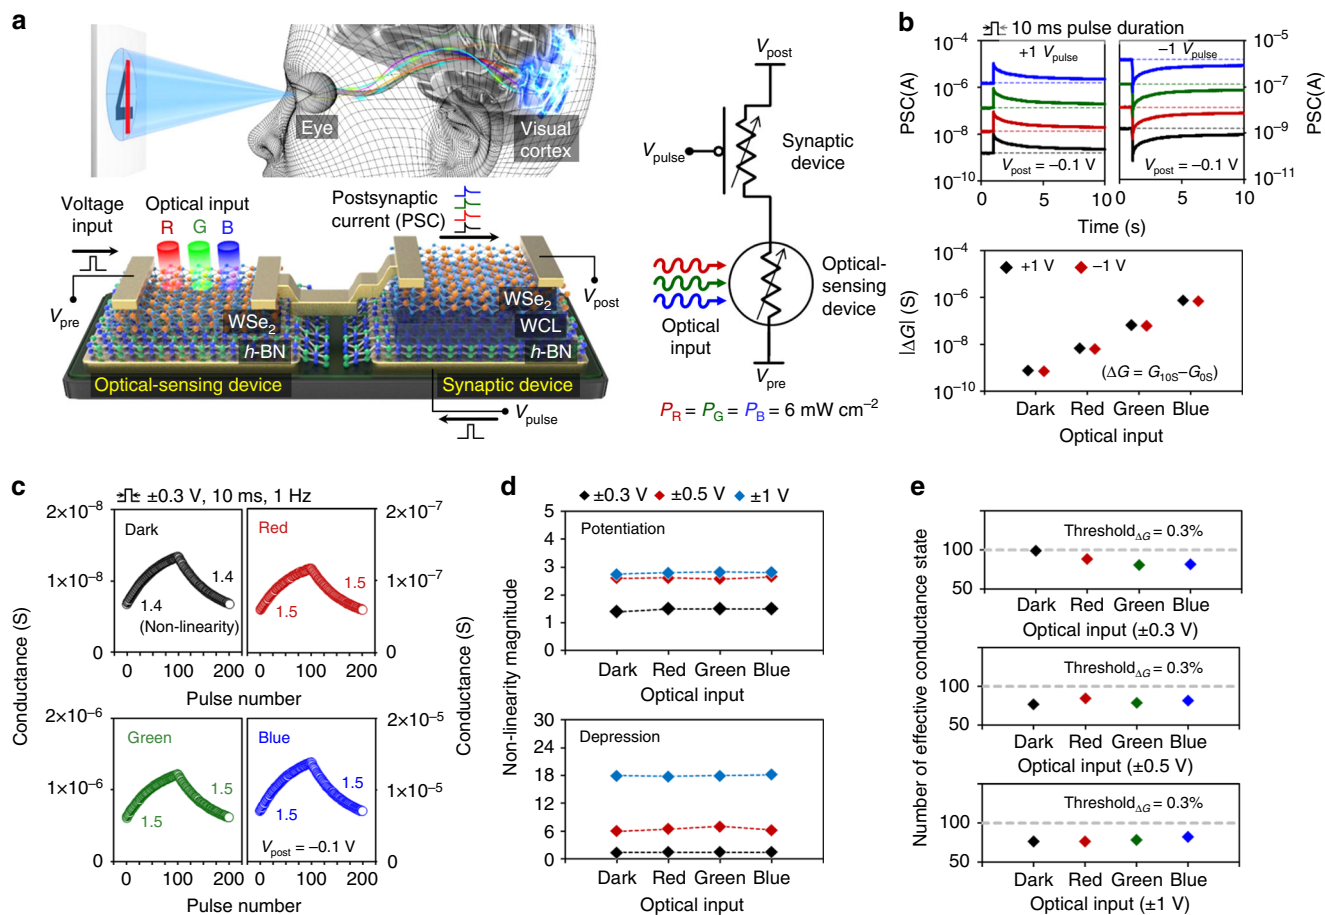 a
Eye
Visual
cortex
Voltage
input
Optical input
R G B
Postsynaptic
current (PSC)
V_pre
V_post
WSe₂
h-BN
WSe₂
WCL
h-BN
Optical-sensing device
Synaptic device
V_pulse
V_post
V_pulse
Synaptic
device
Optical
input
Optical-
sensing
device
V_pre
P_R = P_G = P_B = 6 mW cm⁻²
b
10 ms pulse duration
+1 V_pulse
−1 V_pulse
PSC(A)
10⁻⁴
10⁻⁶
10⁻⁸
10⁻¹⁰
V_post = −0.1 V
V_post = −0.1 V
10⁻⁵
10⁻⁷
10⁻⁹
10⁻¹¹
PSC(A)
0 5 10
0 5 10
Time (s)
|ΔG| (S)
10⁻⁴
10⁻⁶
10⁻⁸
10⁻¹⁰
+1 V −1 V
(ΔG = G_10S−G_0S)
Dark Red Green Blue
Optical input
c
±0.3 V, 10 ms, 1 Hz
Conductance (S)
2×10⁻⁸
1×10⁻⁸
0
Dark
1.4
1.4
(Non-linearity)
0 100 200
Pulse number
Red
1.5
1.5
2×10⁻⁷
1×10⁻⁷
0
0 100 200
Pulse number
Conductance (S)
2×10⁻⁶
1×10⁻⁶
0
Green
1.5
1.5
0 100 200
Pulse number
Blue
1.5
1.5
V_post = −0.1 V
2×10⁻⁵
1×10⁻⁵
0
0 100 200
Pulse number
d
±0.3 V ±0.5 V ±1 V
Non-linearity magnitude
5
4
3
2
1
0
Potentiation
Dark Red Green Blue
Optical input
30
24
18
12
6
0
Depression
Dark Red Green Blue
Optical input
e
Number of effective conductance state
100
50
Threshold_ΔG = 0.3%
Dark Red Green Blue
Optical input (±0.3 V)
100
50
Threshold_ΔG = 0.3%
Dark Red Green Blue
Optical input (±0.5 V)
100
50
Threshold_ΔG = 0.3%
Dark Red Green Blue
Optical input (±1 V)